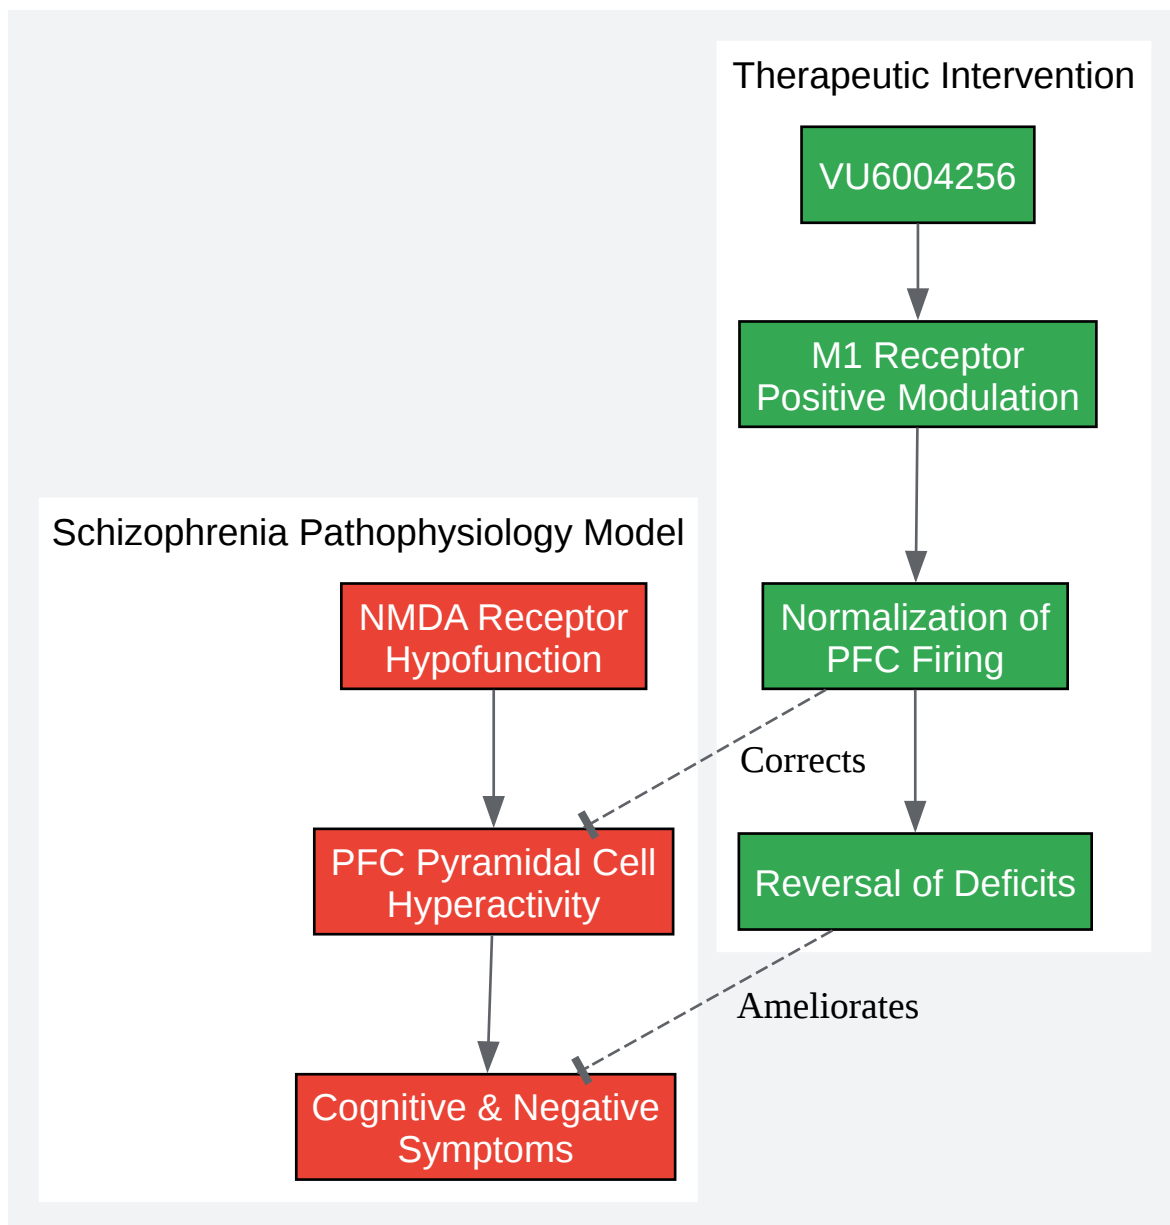 Therapeutic Intervention
VU6004256
M1 Receptor
Positive Modulation
Schizophrenia Pathophysiology Model
NMDA Receptor
Hypofunction
Normalization of
PFC Firing
Corrects
PFC Pyramidal Cell
Hyperactivity
Reversal of Deficits
Ameliorates
Cognitive & Negative
Symptoms